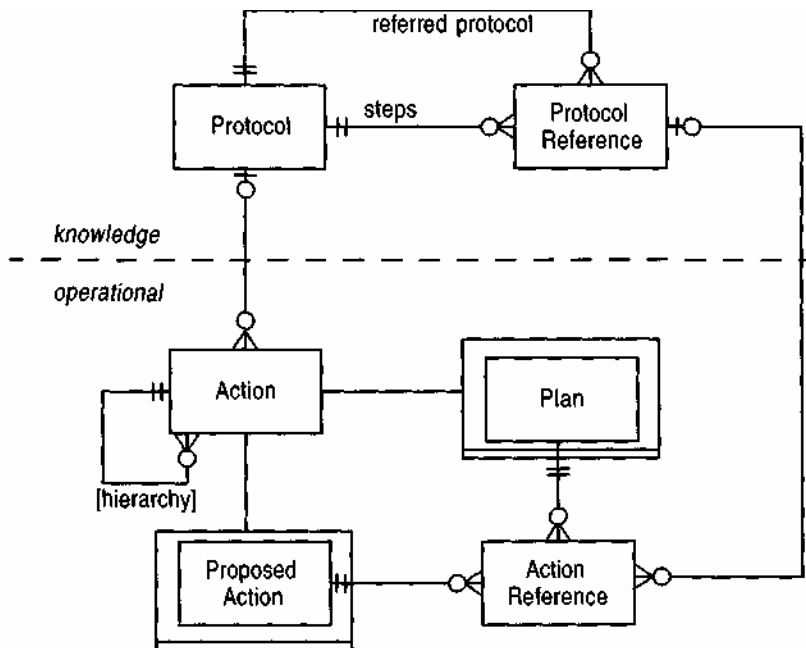 referred protocol
Protocol
steps
Protocol
Reference
knowledge
operational
Action
Plan
[hierarchy]
Proposed
Action
Action
Reference